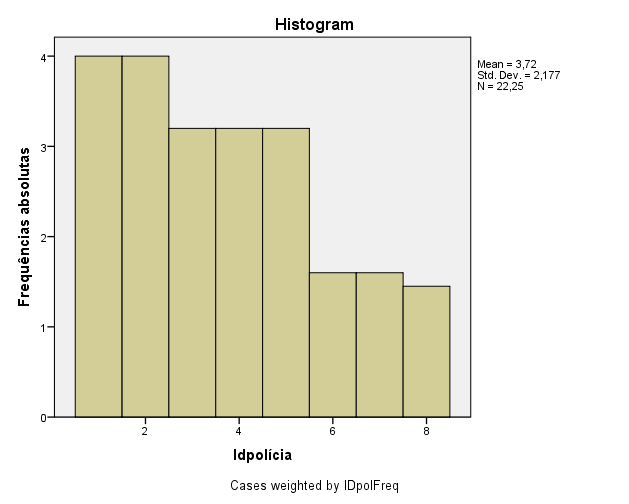 Histogram
Mean = 3,72
Std. Dev. = 2,177
N = 22,25
Frequências absolutas
4
3
2
1
0
2 4 6 8
Idpolícia
Cases weighted by IDpolFreq